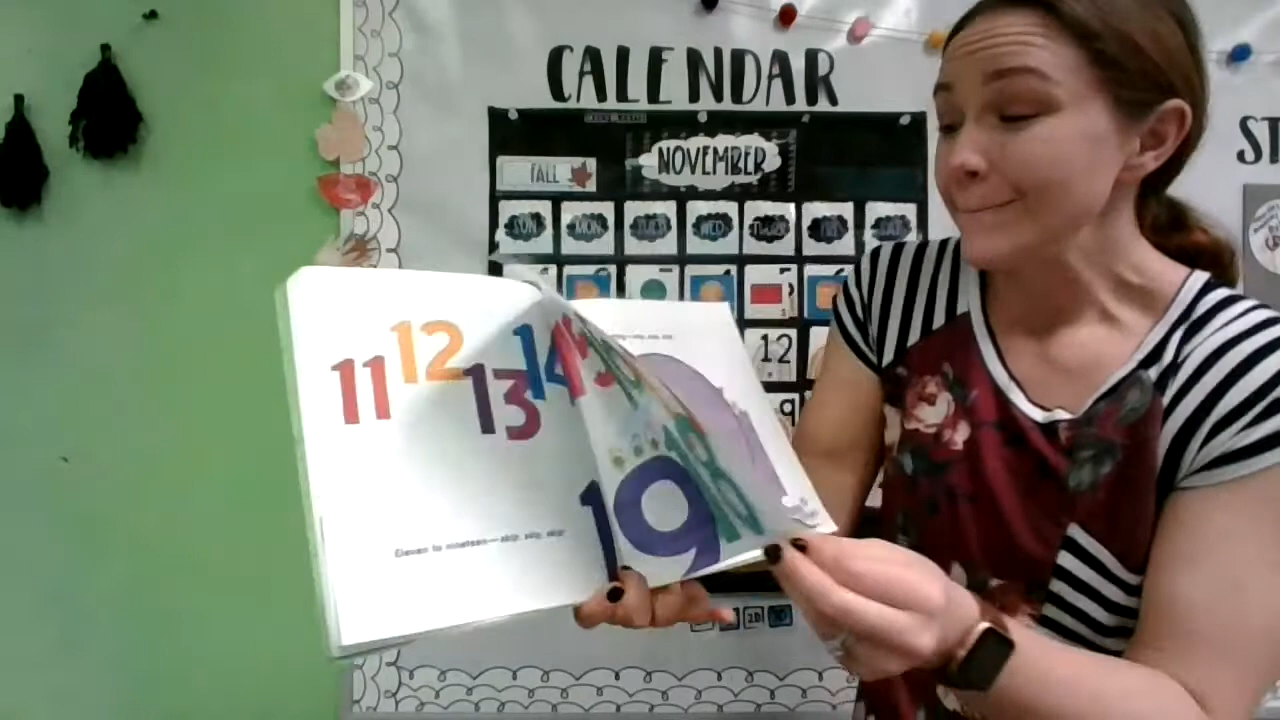 CALENDAR
NOVEMBER
FALL
SUN MON TUES WED THURS FRI SAT
12
11 12 13 14
19
Eleven to nineteen—skip, skip, skip!